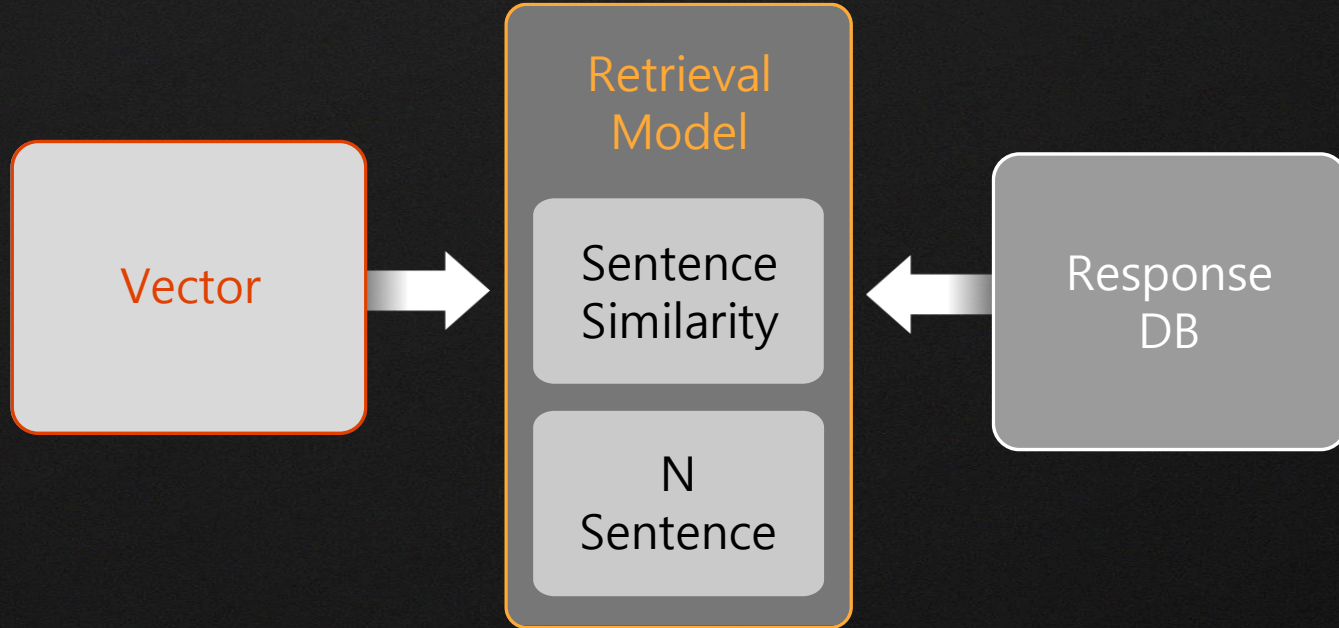 Vector
Retrieval
Model
Sentence
Similarity
N
Sentence
Response
DB